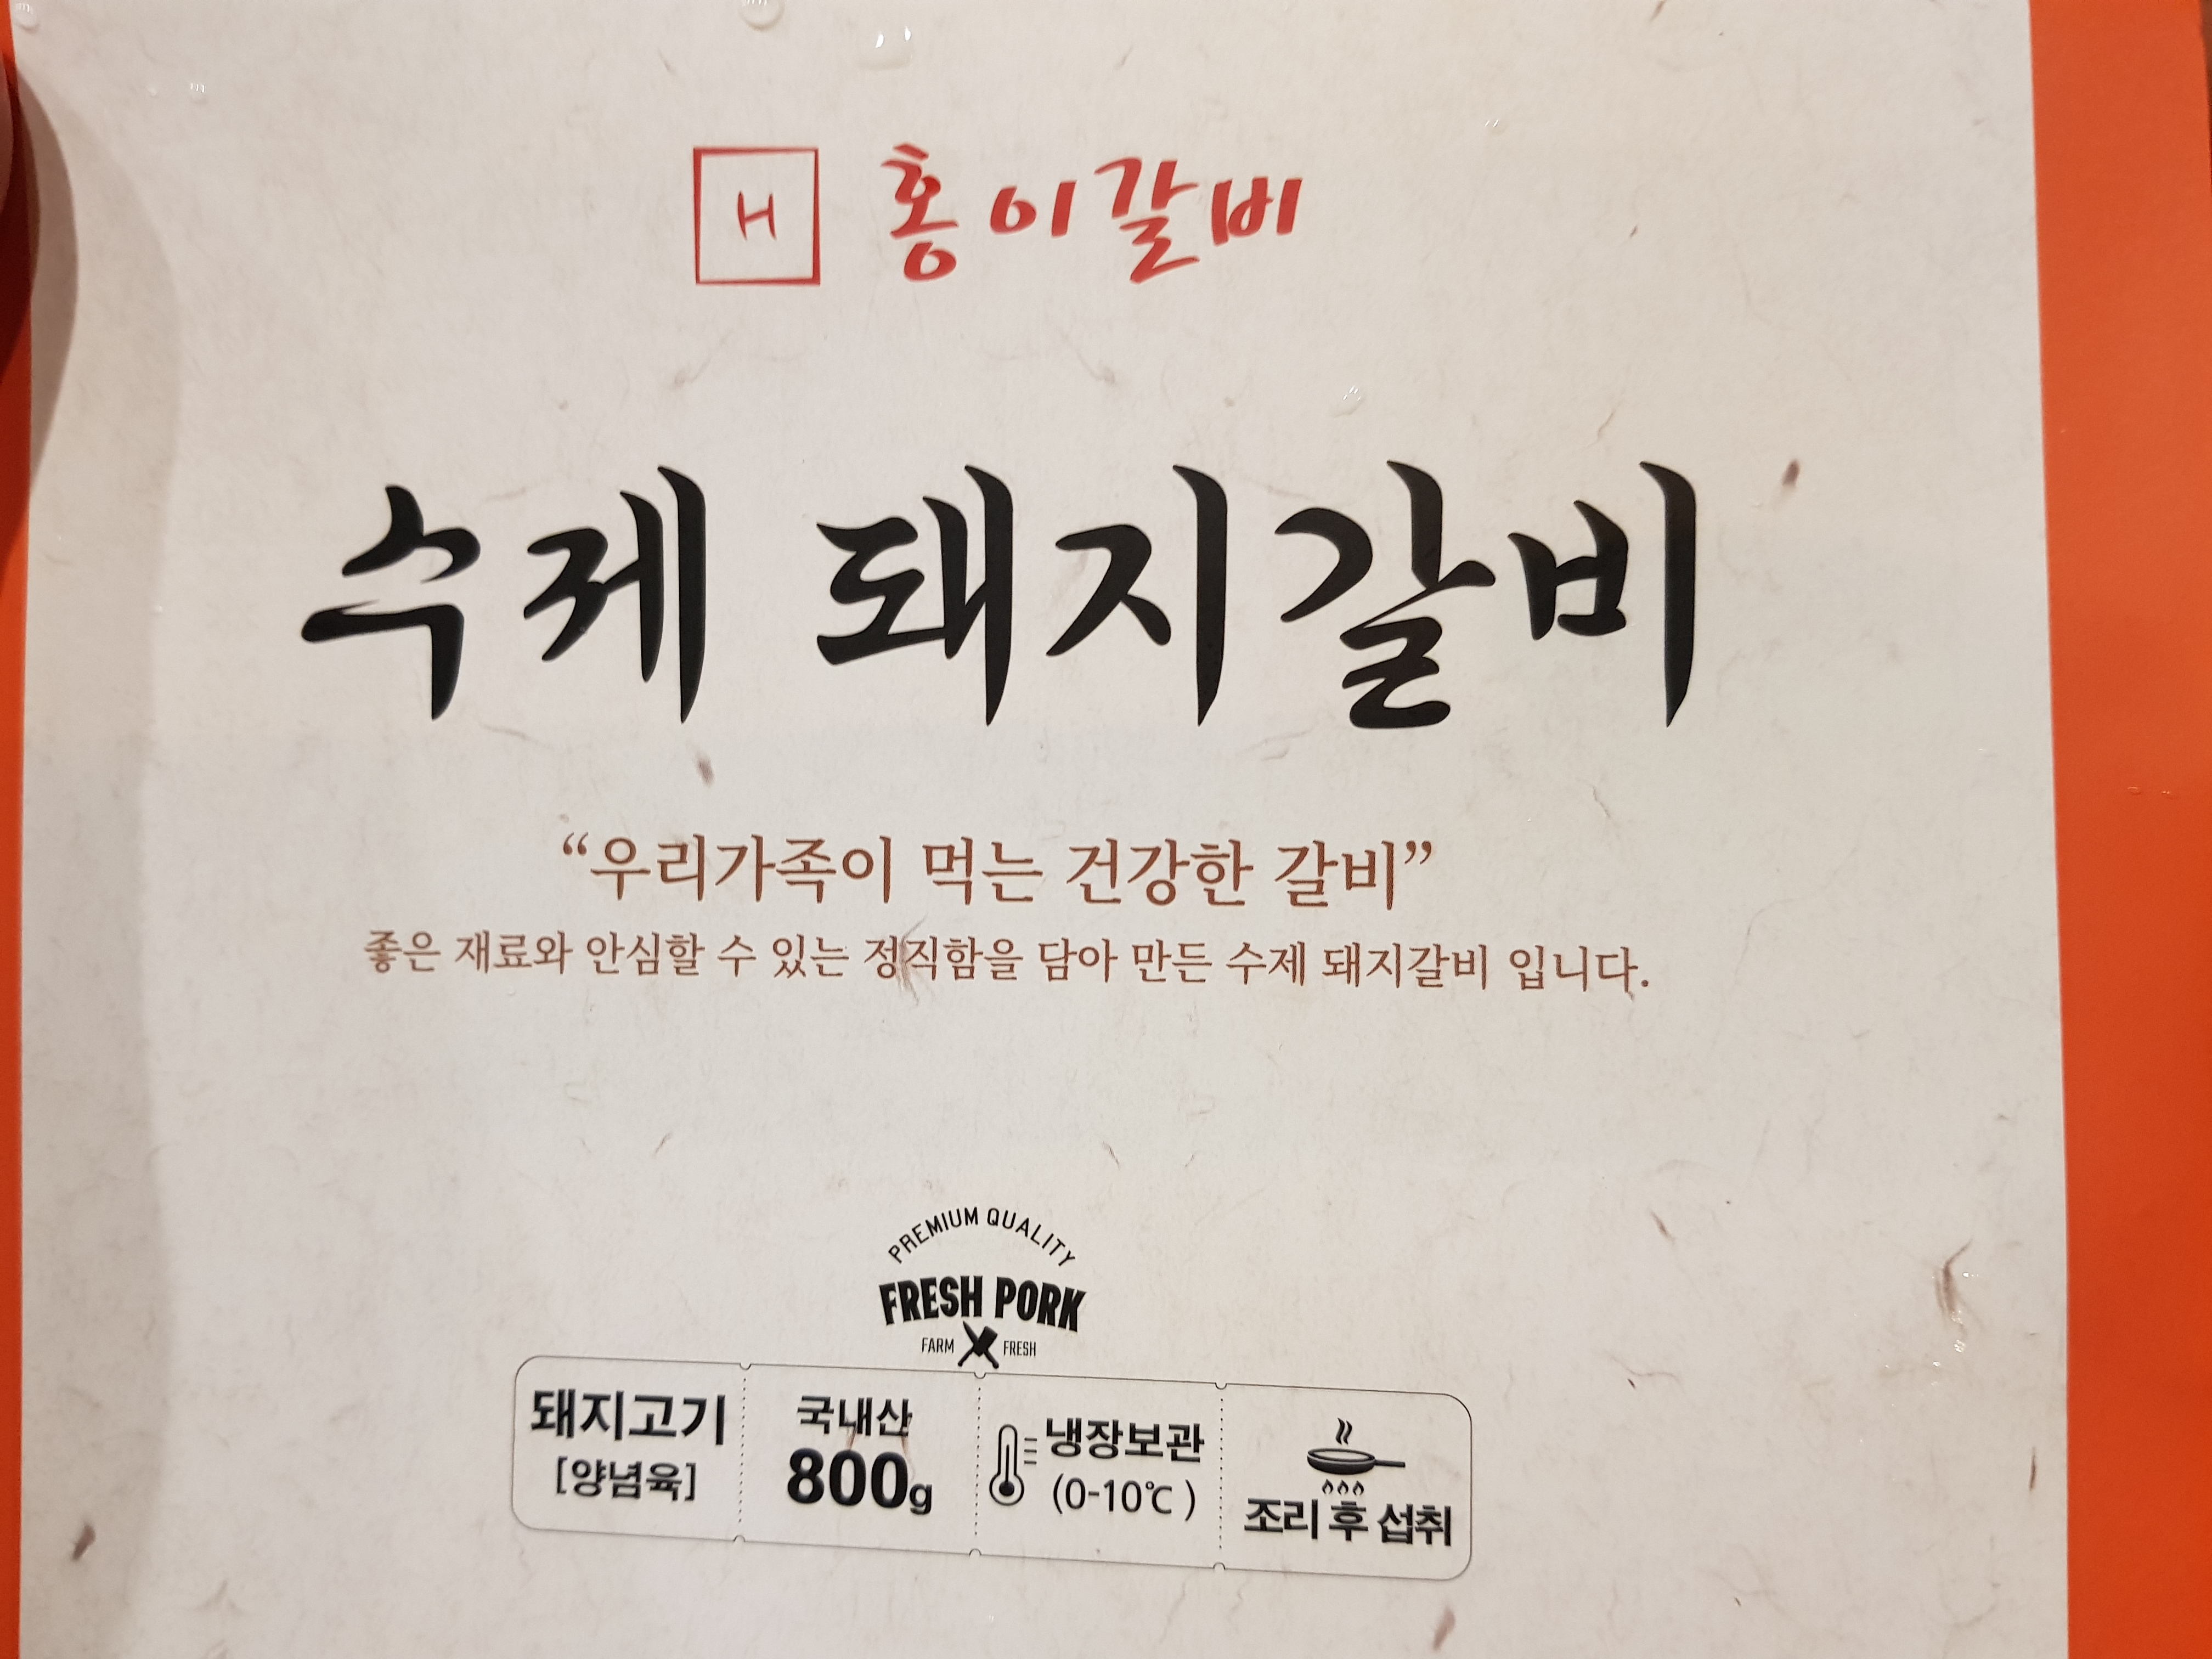 H 홍이갈비
수제 돼지갈비
“우리가족이 먹는 건강한 갈비”
좋은 재료와 안심할 수 있는 정직함을 담아 만든 수제 돼지갈비 입니다.
PREMIUM QUALITY
FRESH PORK
FARM FRESH
돼지고기
[양념육]
국내산
800g
냉장보관
(0-10℃ )
조리 후 섭취